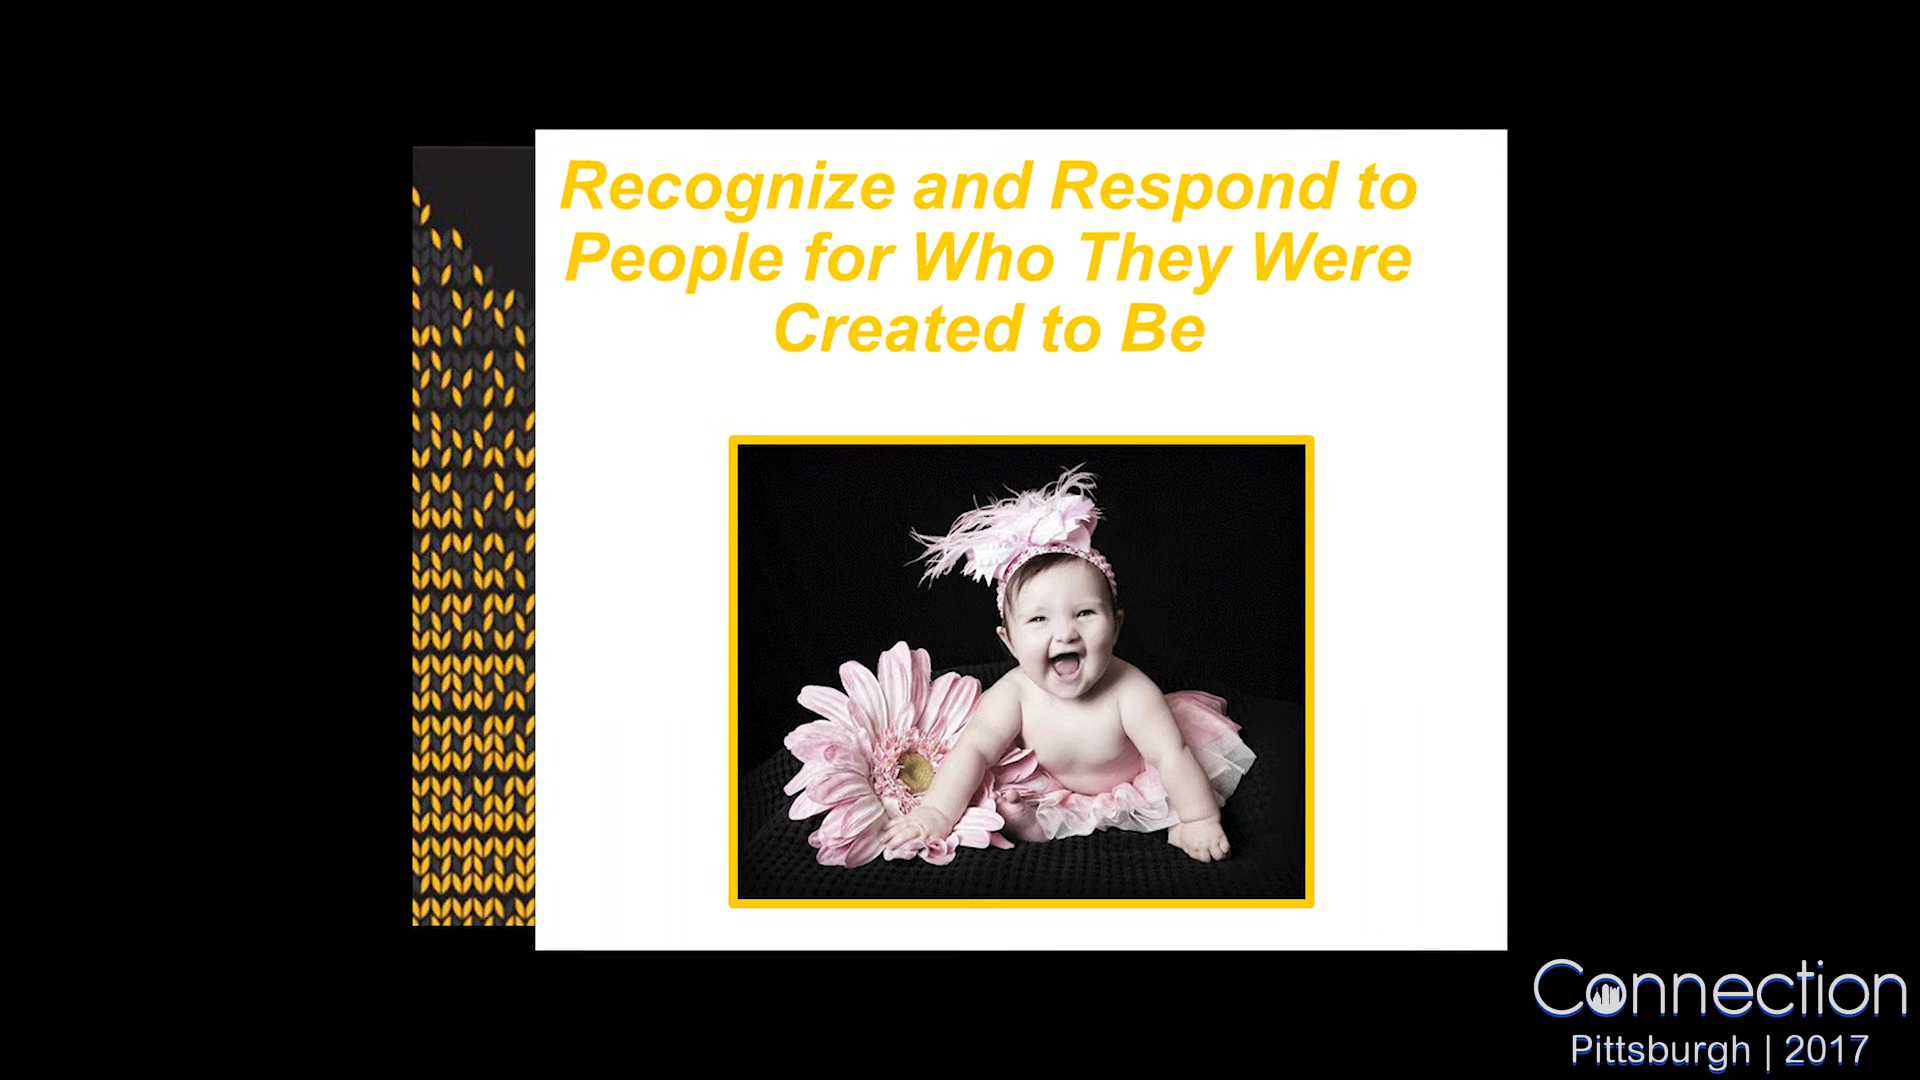 Recognize and Respond to
People for Who They Were
Created to Be
Connection
Pittsburgh | 2017